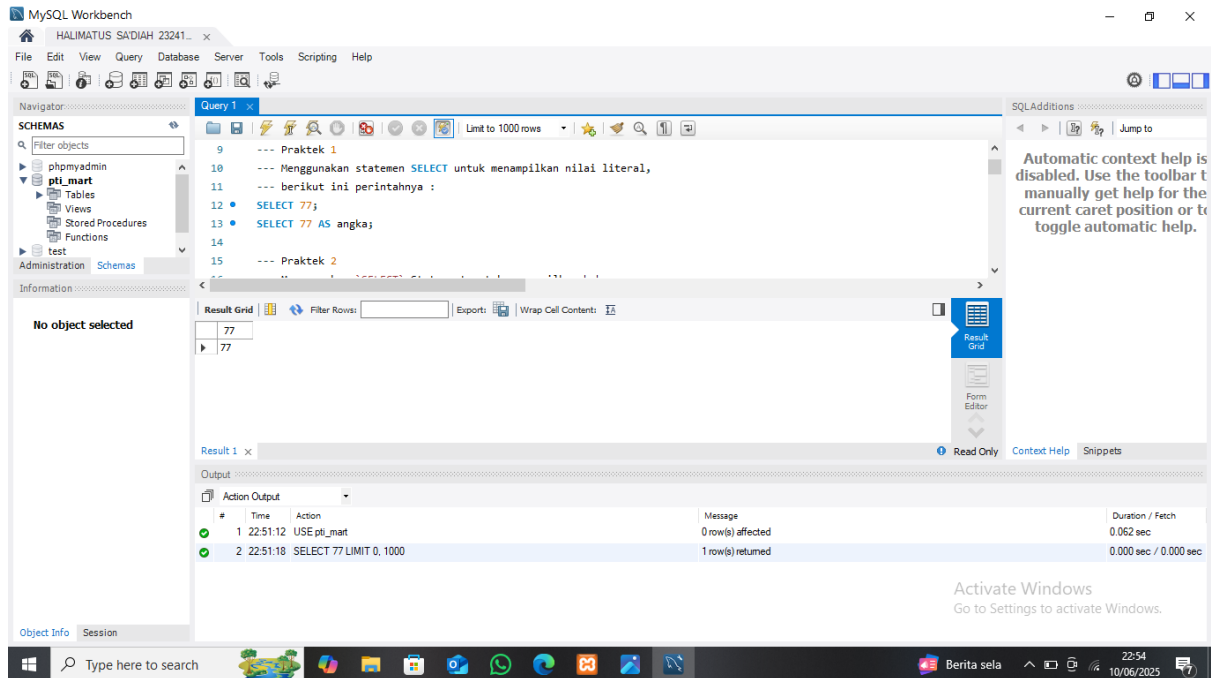 MySQL Workbench
HALIMATUS SA'DIAH 23241...
File Edit View Query Database Server Tools Scripting Help
Navigator
SCHEMAS
Filter objects
phpmyadmin
pti_mart
Tables
Views
Stored Procedures
Functions
test
Administration Schemas
Information
No object selected
Object Info Session
Query 1
Limit to 1000 rows
9 --- Praktek 1
10 --- Menggunakan statemen SELECT untuk menampilkan nilai literal,
11 --- berikut ini perintahnya :
12 SELECT 77;
13 SELECT 77 AS angka;
14
15 --- Praktek 2
Result Grid Filter Rows: Export: Wrap Cell Content:
77
77
Result Grid
Form Editor
Result 1 Read Only
SQLAdditions
Jump to
Automatic context help is
disabled. Use the toolbar t
manually get help for the
current caret position or to
toggle automatic help.
Context Help Snippets
Output
Action Output
# Time Action Message Duration / Fetch
1 22:51:12 USE pti_mart 0 row(s) affected 0.062 sec
2 22:51:18 SELECT 77 LIMIT 0, 1000 1 row(s) returned 0.000 sec / 0.000 sec
Activate Windows
Go to Settings to activate Windows.
Type here to search
Berita sela
22:54
10/06/2025
7